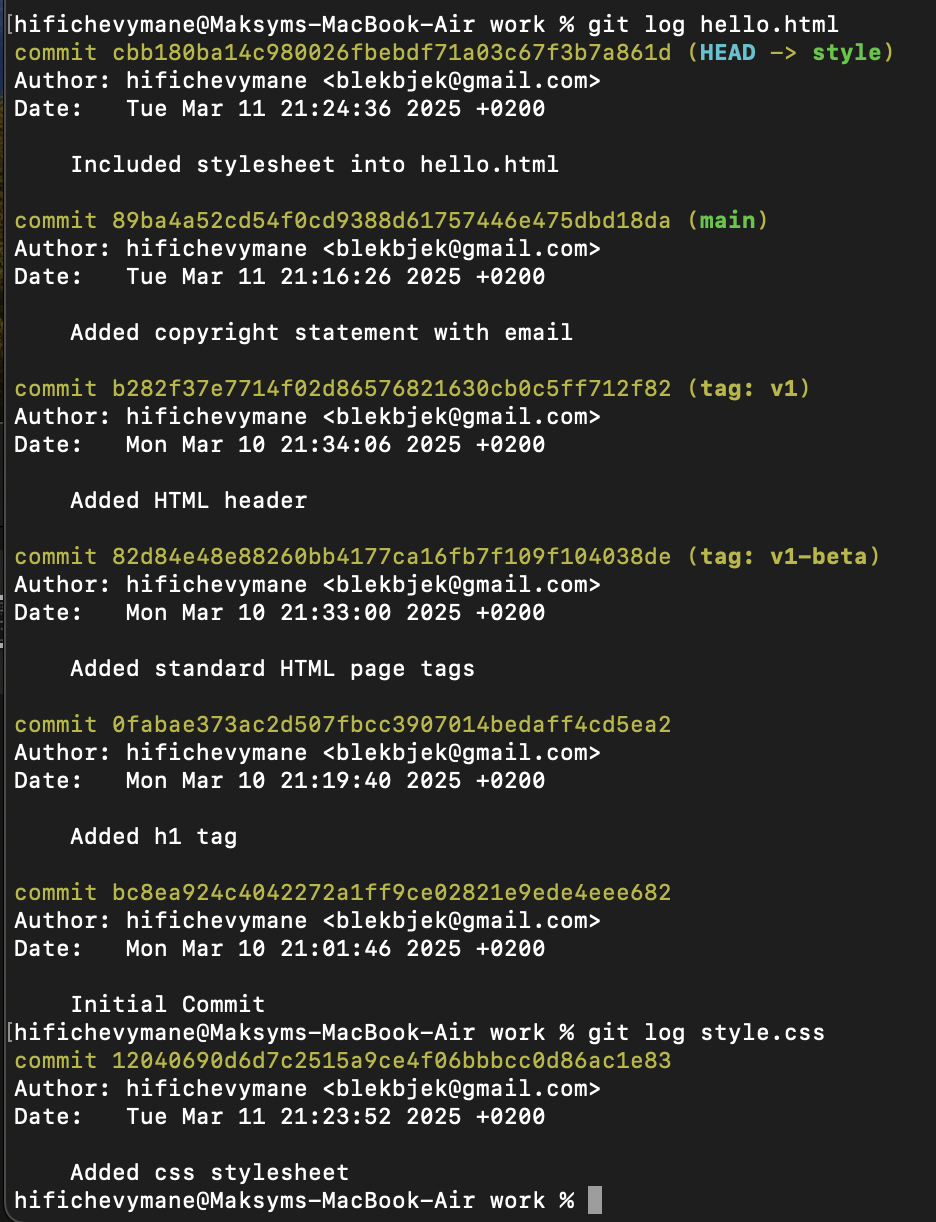 [hifichevymane@Maksyms-MacBook-Air work % git log hello.html
commit cbb180ba14c980026fbebdf71a03c67f3b7a861d (HEAD -> style)
Author: hifichevymane <blekbjek@gmail.com>
Date:   Tue Mar 11 21:24:36 2025 +0200
    Included stylesheet into hello.html
commit 89ba4a52cd54f0cd9388d61757446e475dbd18da (main)
Author: hifichevymane <blekbjek@gmail.com>
Date:   Tue Mar 11 21:16:26 2025 +0200
    Added copyright statement with email
commit b282f37e7714f02d86576821630cb0c5ff712f82 (tag: v1)
Author: hifichevymane <blekbjek@gmail.com>
Date:   Mon Mar 10 21:34:06 2025 +0200
    Added HTML header
commit 82d84e48e88260bb4177ca16fb7f109f104038de (tag: v1-beta)
Author: hifichevymane <blekbjek@gmail.com>
Date:   Mon Mar 10 21:33:00 2025 +0200
    Added standard HTML page tags
commit 0fabae373ac2d507fbcc3907014bedaff4cd5ea2
Author: hifichevymane <blekbjek@gmail.com>
Date:   Mon Mar 10 21:19:40 2025 +0200
    Added h1 tag
commit bc8ea924c4042272a1ff9ce02821e9ede4eee682
Author: hifichevymane <blekbjek@gmail.com>
Date:   Mon Mar 10 21:01:46 2025 +0200
    Initial Commit
[hifichevymane@Maksyms-MacBook-Air work % git log style.css
commit 12040690d6d7c2515a9ce4f06bbbcc0d86ac1e83
Author: hifichevymane <blekbjek@gmail.com>
Date:   Tue Mar 11 21:23:52 2025 +0200
    Added css stylesheet
hifichevymane@Maksyms-MacBook-Air work %